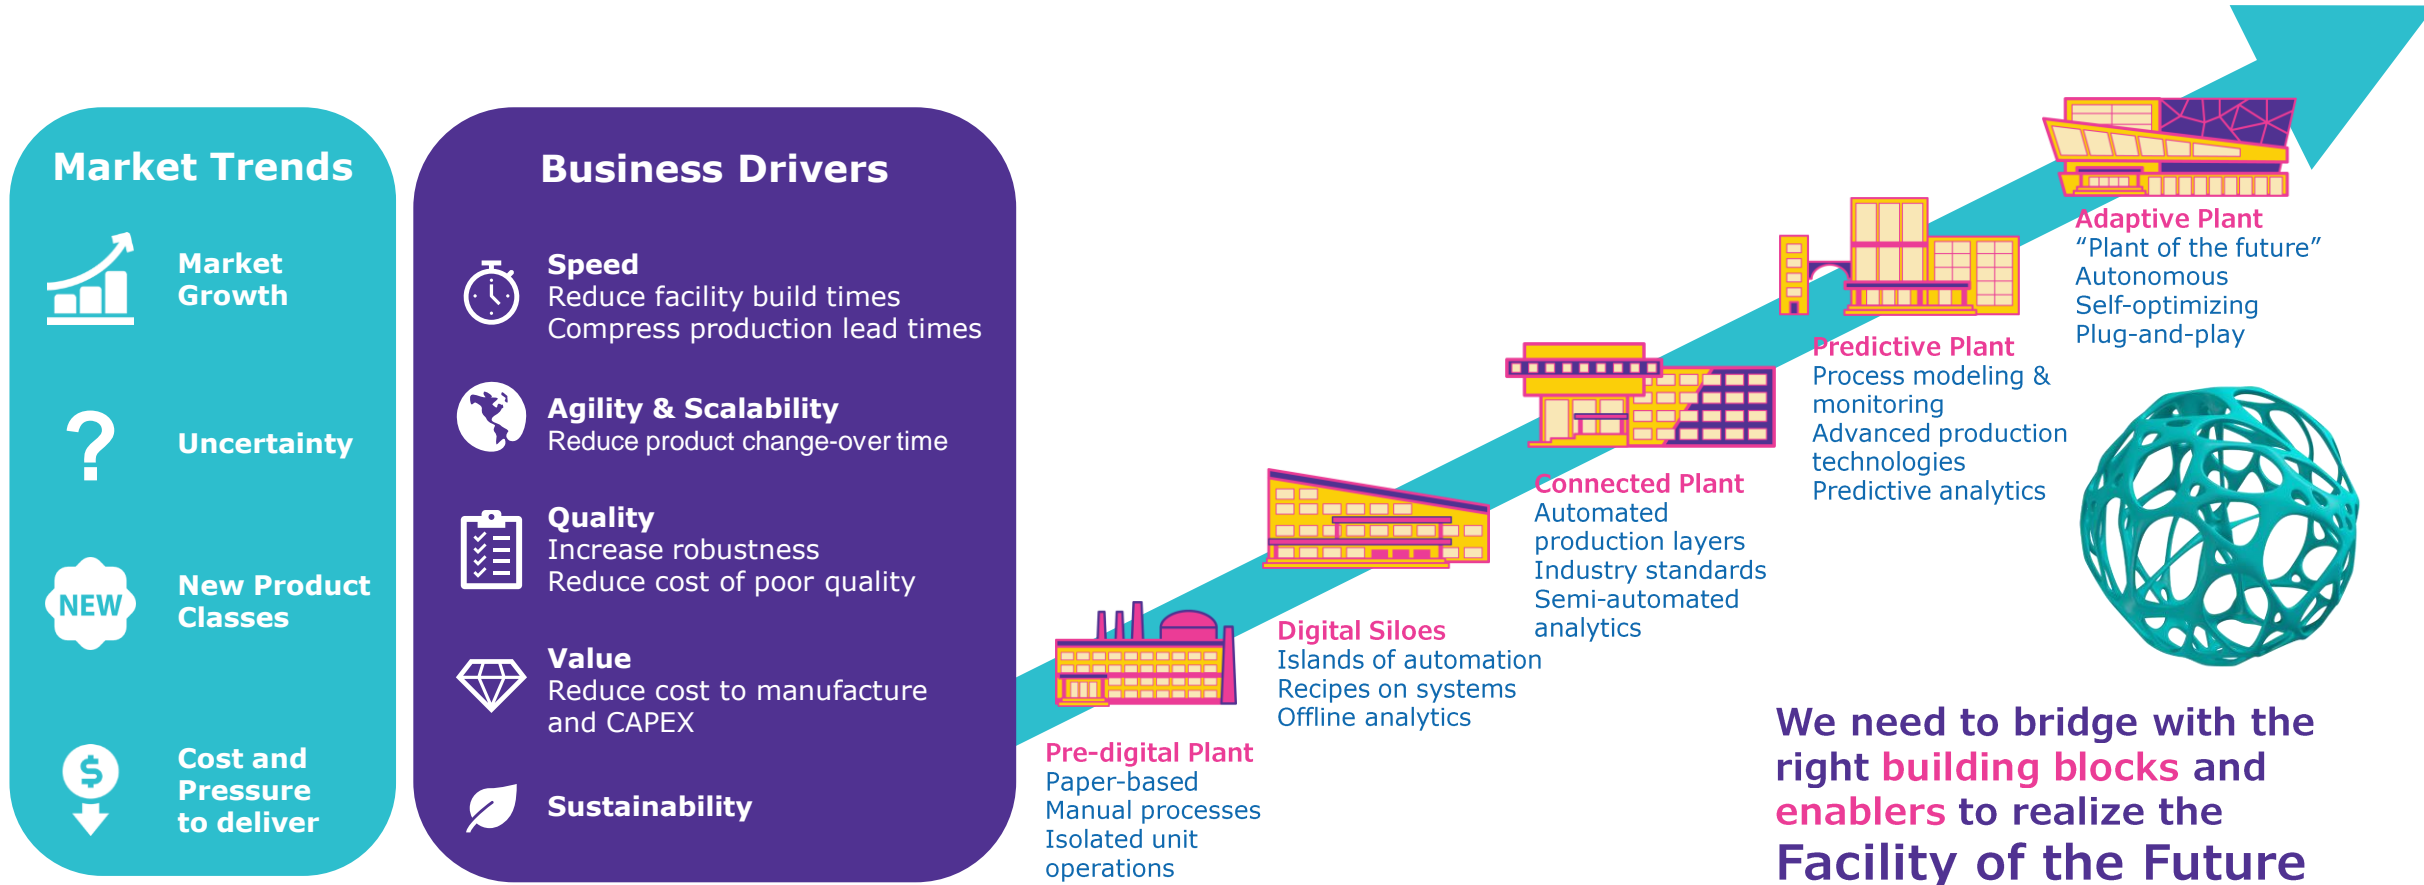 Market Trends
Market
Growth
Uncertainty
NEW
New Product
Classes
$
Cost and
Pressure
to deliver
Business Drivers
Speed
Reduce facility build times
Compress production lead times
Agility & Scalability
Reduce product change-over time
Quality
Increase robustness
Reduce cost of poor quality
Value
Reduce cost to manufacture
and CAPEX
Sustainability
Pre-digital Plant
Paper-based
Manual processes
Isolated unit
operations
Digital Siloes
Islands of automation
Recipes on systems
Offline analytics
Connected Plant
Automated
production layers
Industry standards
Semi-automated
analytics
Predictive Plant
Process modeling &
monitoring
Advanced production
technologies
Predictive analytics
Adaptive Plant
“Plant of the future”
Autonomous
Self-optimizing
Plug-and-play
We need to bridge with the
right building blocks and
enablers to realize the
Facility of the Future